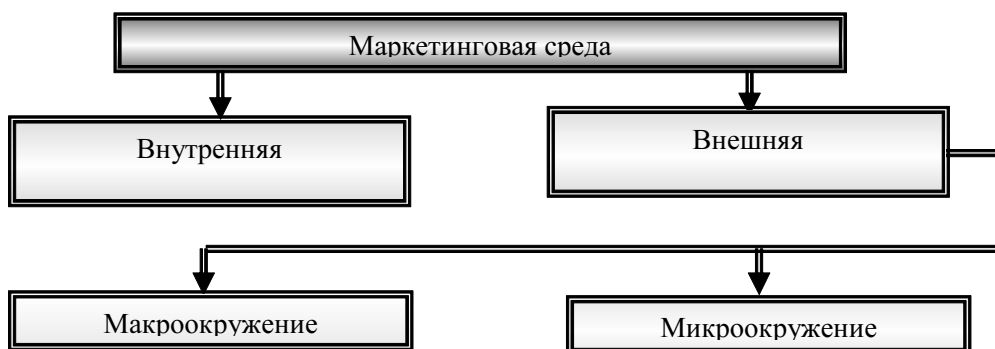 Маркетинговая среда
Внутренняя
Внешняя
Макроокружение
Микроокружение